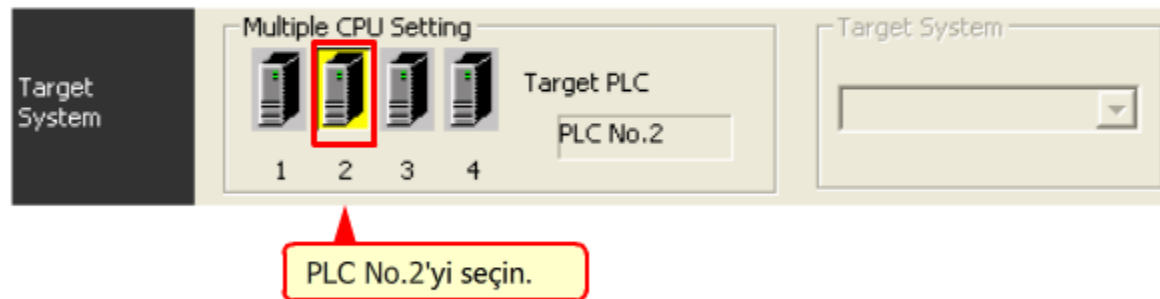 Multiple CPU Setting
Target System
Target
System
Target PLC
PLC No.2
1 2 3 4
PLC No.2'yi seçin.